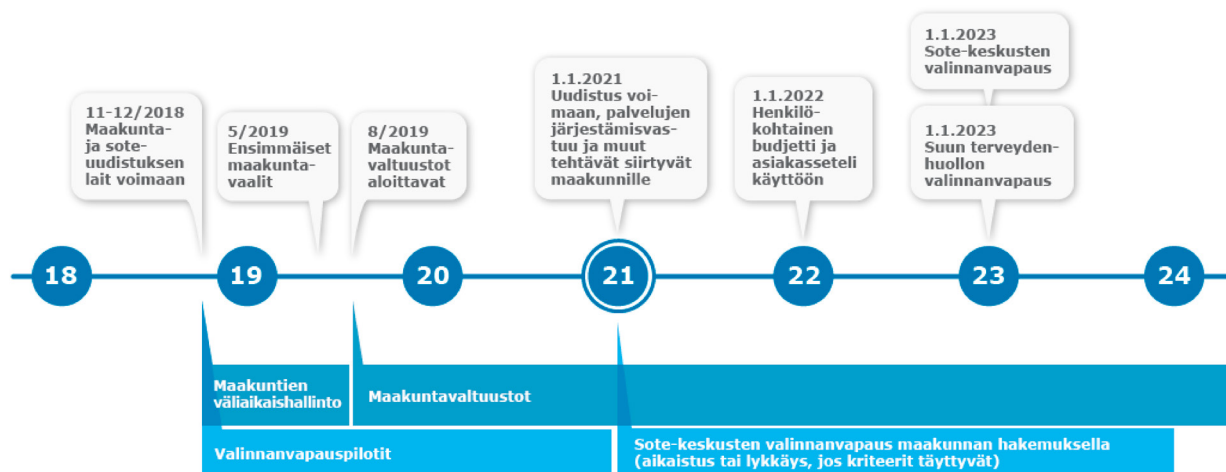 11-12/2018
Maakunta-
ja sote-
uudistuksen
lait voimaan
5/2019
Ensimmäiset
maakunta-
vaalit
8/2019
Maakunta-
valtuustot
aloittavat
1.1.2021
Uudistus voi-
maan, palvelujen
järjestämisvas-
tuu ja muut
tehtävät siirtyvät
maakunnille
1.1.2022
Henkilö-
kohtainen
budjetti ja
asiakasseteli
käyttöön
1.1.2023
Sote-keskusten
valinnanvapaus
1.1.2023
Suun terveyden-
huollon
valinnanvapaus
18
19
20
21
22
23
24
Maakuntien
väliaikaishallinto
Maakuntavaltuustot
Valinnanvapauspilotit
Sote-keskusten valinnanvapaus maakunnan hakemuksella
(aikaistus tai lykkäys, jos kriteerit täyttyvät)